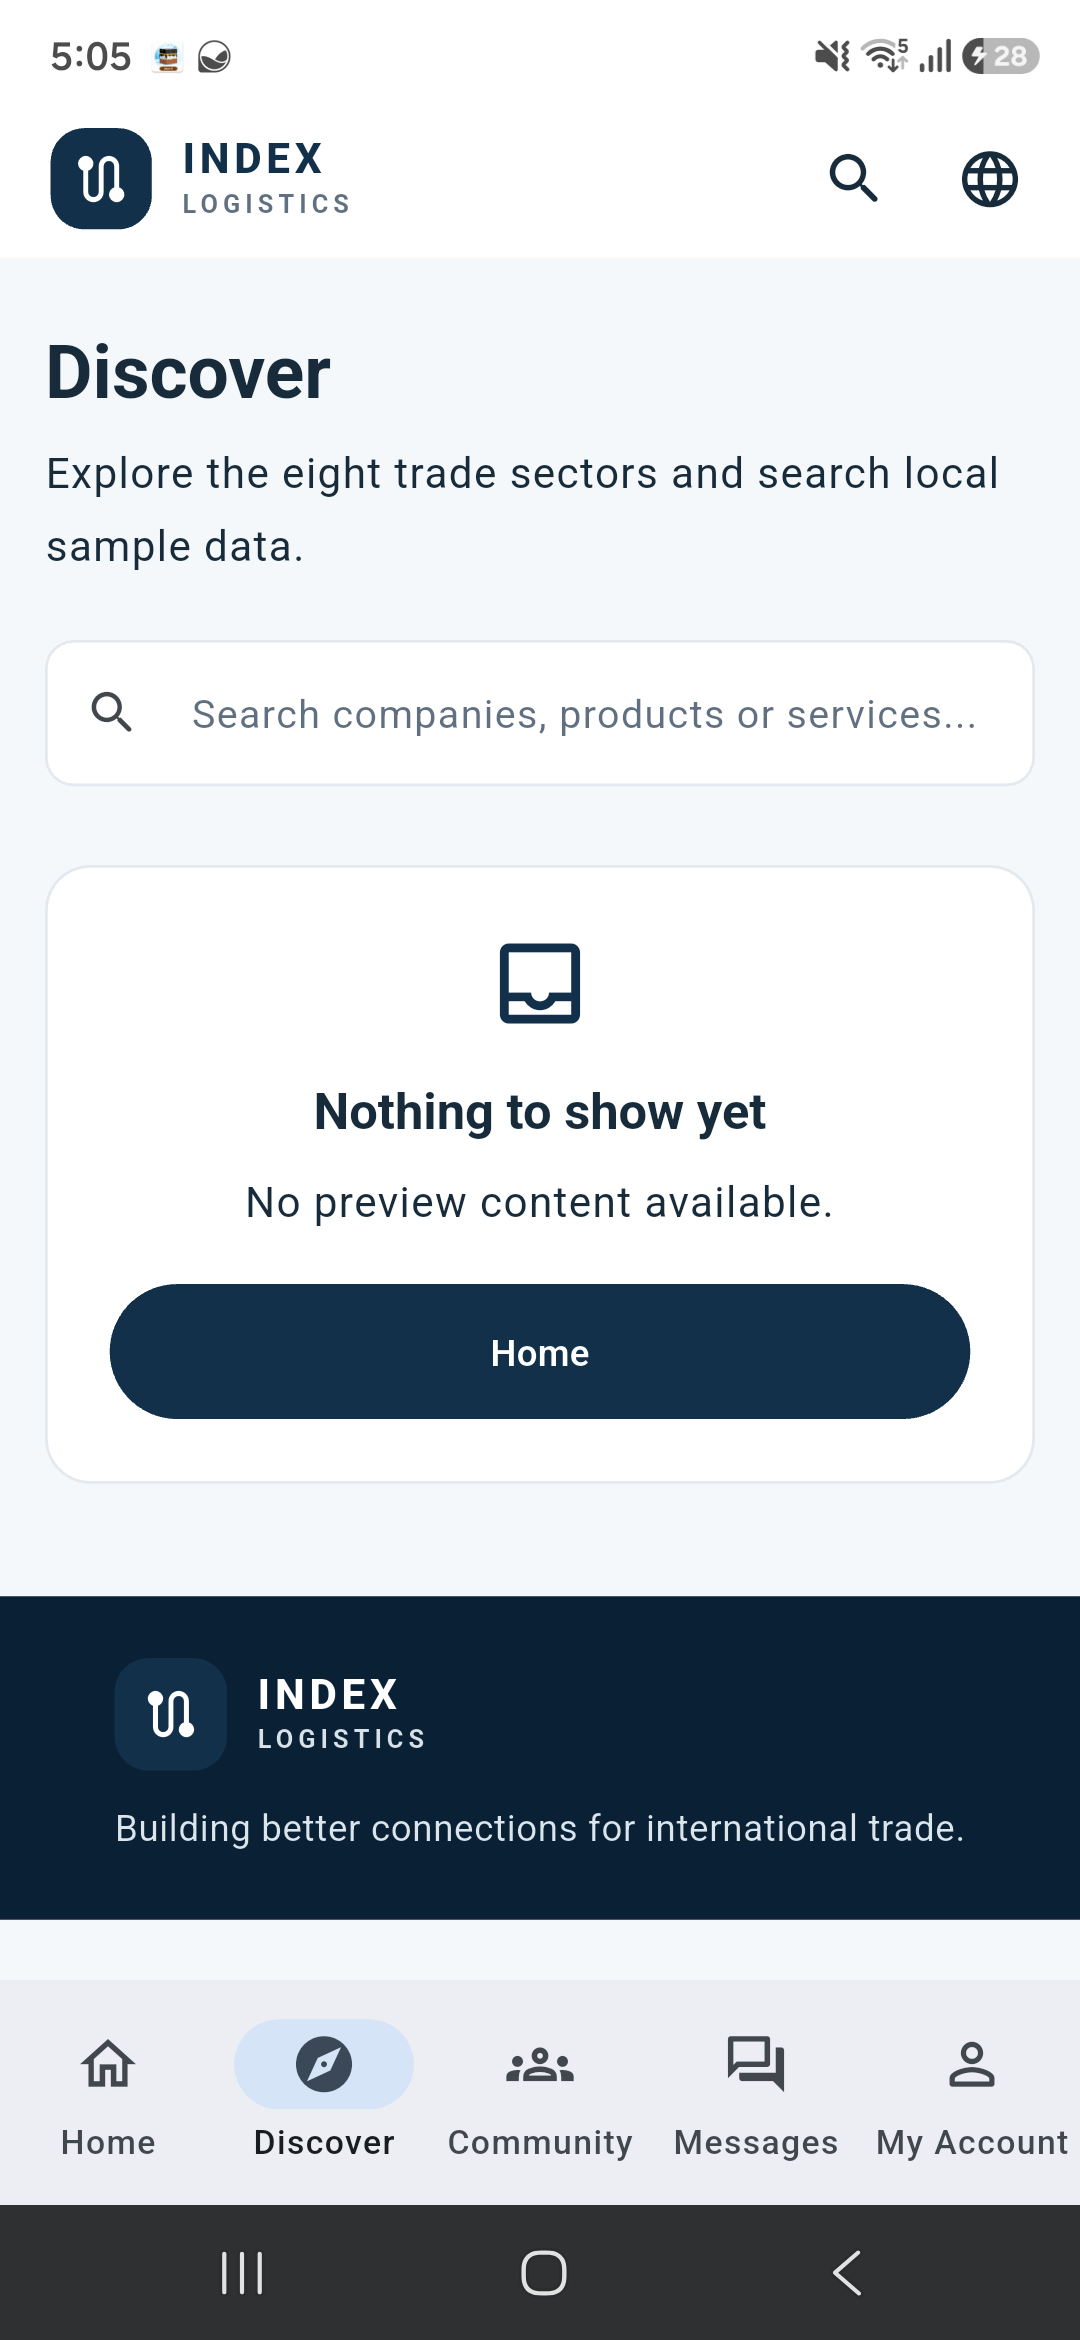 5:05
5
28
INDEX
LOGISTICS
Discover
Explore the eight trade sectors and search local
sample data.
Search companies, products or services...
Nothing to show yet
No preview content available.
Home
INDEX
LOGISTICS
Building better connections for international trade.
Home
Discover
Community
Messages
My Account